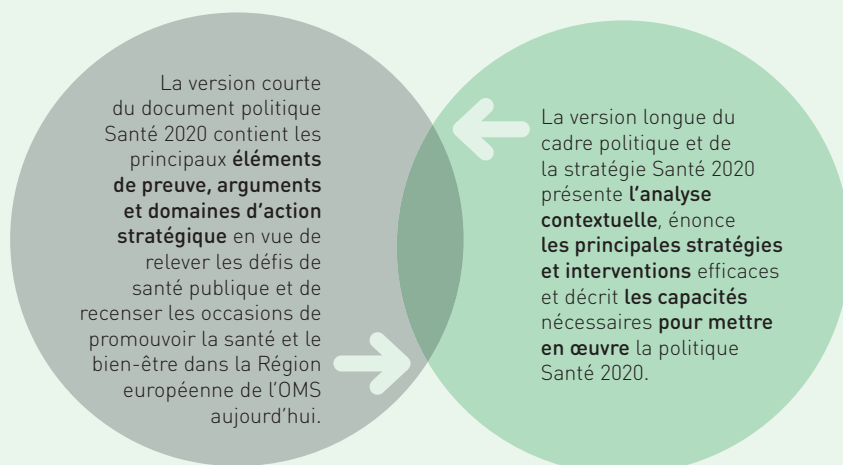 La version courte
du document politique
Santé 2020 contient les
principaux éléments
de preuve, arguments
et domaines d'action
stratégique en vue de
relever les défis de
santé publique et de
recenser les occasions de
promouvoir la santé et le
bien-être dans la Région
européenne de l'OMS
aujourd'hui.
La version longue du
cadre politique et de
la stratégie Santé 2020
présente l'analyse
contextuelle, énonce
les principales stratégies
et interventions efficaces
et décrit les capacités
nécessaires pour mettre
en œuvre la politique
Santé 2020.